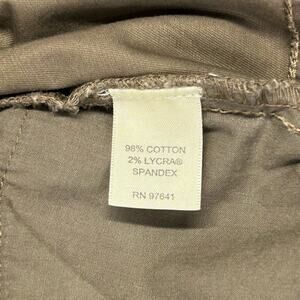 98% COTTON
2% LYCRA®
SPANDEX
RN 97641